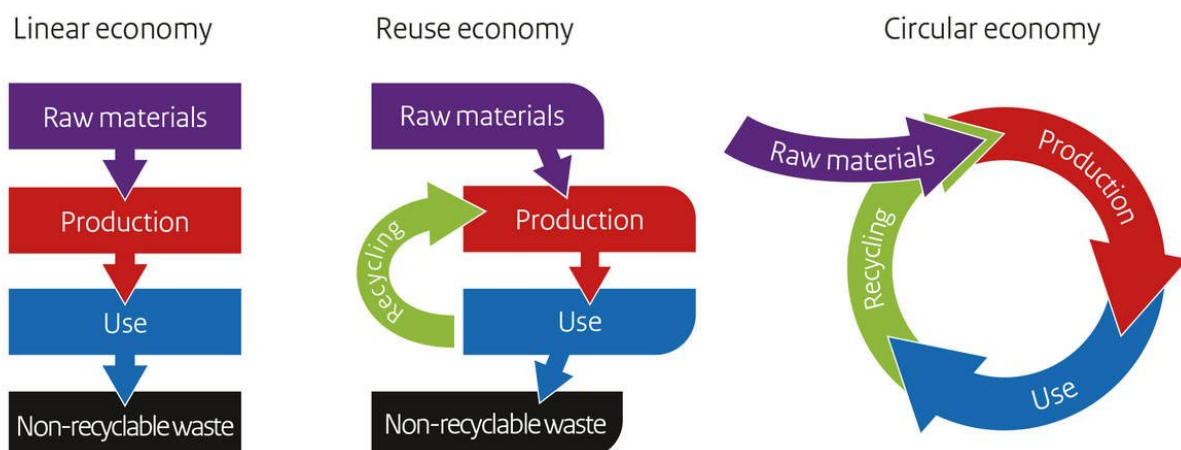 Linear economy
Raw materials
Production
Use
Non-recyclable waste
Reuse economy
Raw materials
Production
Recycling
Use
Non-recyclable waste
Circular economy
Raw materials
Production
Recycling
Use